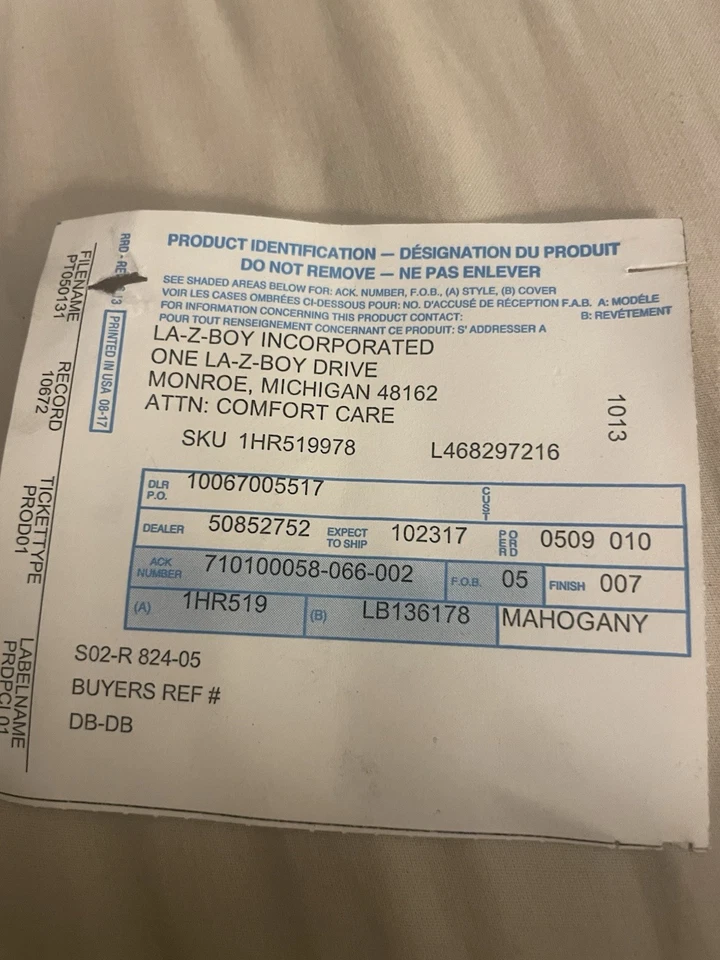 PRODUCT IDENTIFICATION — DÉSIGNATION DU PRODUIT
DO NOT REMOVE — NE PAS ENLEVER
SEE SHADED AREAS BELOW FOR: ACK. NUMBER, F.O.B., (A) STYLE, (B) COVER
VOIR LES CASES OMBRÉES CI-DESSOUS POUR: NO. D'ACCUSÉ DE RÉCEPTION F.A.B. A: MODÈLE
FOR INFORMATION CONCERNING THIS PRODUCT CONTACT: B: REVÉTEMENT
POUR TOUT RENSEIGNEMENT CONCERNANT CE PRODUIT: S' ADDRESSER A
LA-Z-BOY INCORPORATED
ONE LA-Z-BOY DRIVE
MONROE, MICHIGAN 48162
ATTN: COMFORT CARE
1013
SKU 1HR519978 L468297216
DLR P.O. 10067005517 CUST
DEALER 50852752 EXPECT TO SHIP 102317 0509 010
ACK NUMBER 710100058-066-002 F.O.B. 05 FINISH 007
(A) 1HR519 (B) LB136178 MAHOGANY
S02-R 824-05
BUYERS REF #
DB-DB
RRD -
PRINTED IN USA 08-17
FILENAME
PT050131
RECORD
10672
TICKETTYPE
PROD01
LABELNAME
PRDPCL01